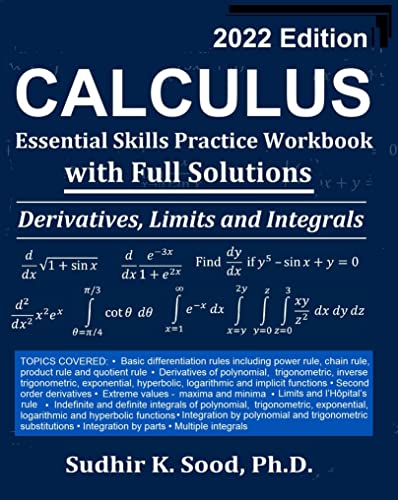 2022 Edition
CALCULUS
Essential Skills Practice Workbook
with Full Solutions
Derivatives, Limits and Integrals
d/dx √1 + sin x   d/dx e^-3x / 1 + e^2x   Find dy/dx if y^5 – sin x + y = 0
d²/dx² x²e^x   ∫ θ=π/4 π/3 cot θ dθ   ∫ x=1 ∞ e^-x dx   ∫ x=y 2y ∫ y=0 z ∫ z=0 3 xy/z² dx dy dz
TOPICS COVERED: • Basic differentiation rules including power rule, chain rule,
product rule and quotient rule • Derivatives of polynomial, trigonometric, inverse
trigonometric, exponential, hyperbolic, logarithmic and implicit functions • Second
order derivatives • Extreme values - maxima and minima • Limits and l'Hôpital's
rule • Indefinite and definite integrals of polynomial, trigonometric, exponential,
logarithmic and hyperbolic functions • Integration by polynomial and trigonometric
substitutions • Integration by parts • Multiple integrals
Sudhir K. Sood, Ph.D.